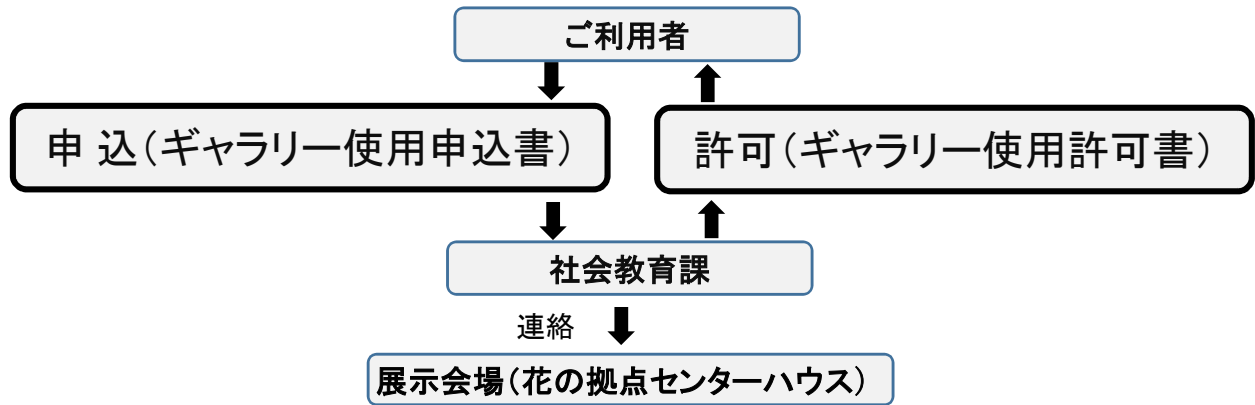 ご利用者
申 込（ギャラリー使用申込書）
許可（ギャラリー使用許可書）
社会教育課
連絡
展示会場（花の拠点センターハウス）